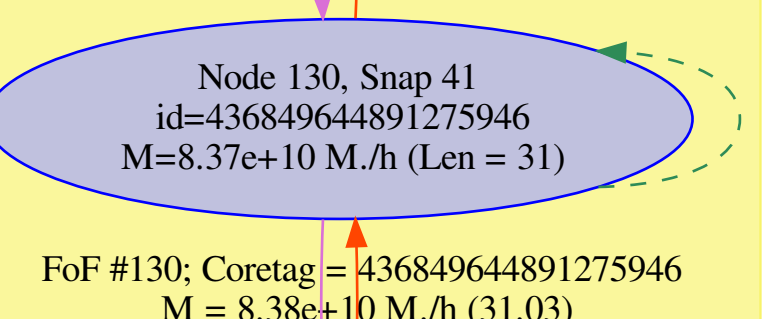 Node 130, Snap 41
id=436849644891275946
M=8.37e+10 M./h (Len = 31)
FoF #130; Coretag = 436849644891275946
M = 8.38e+10 M./h (31.03)